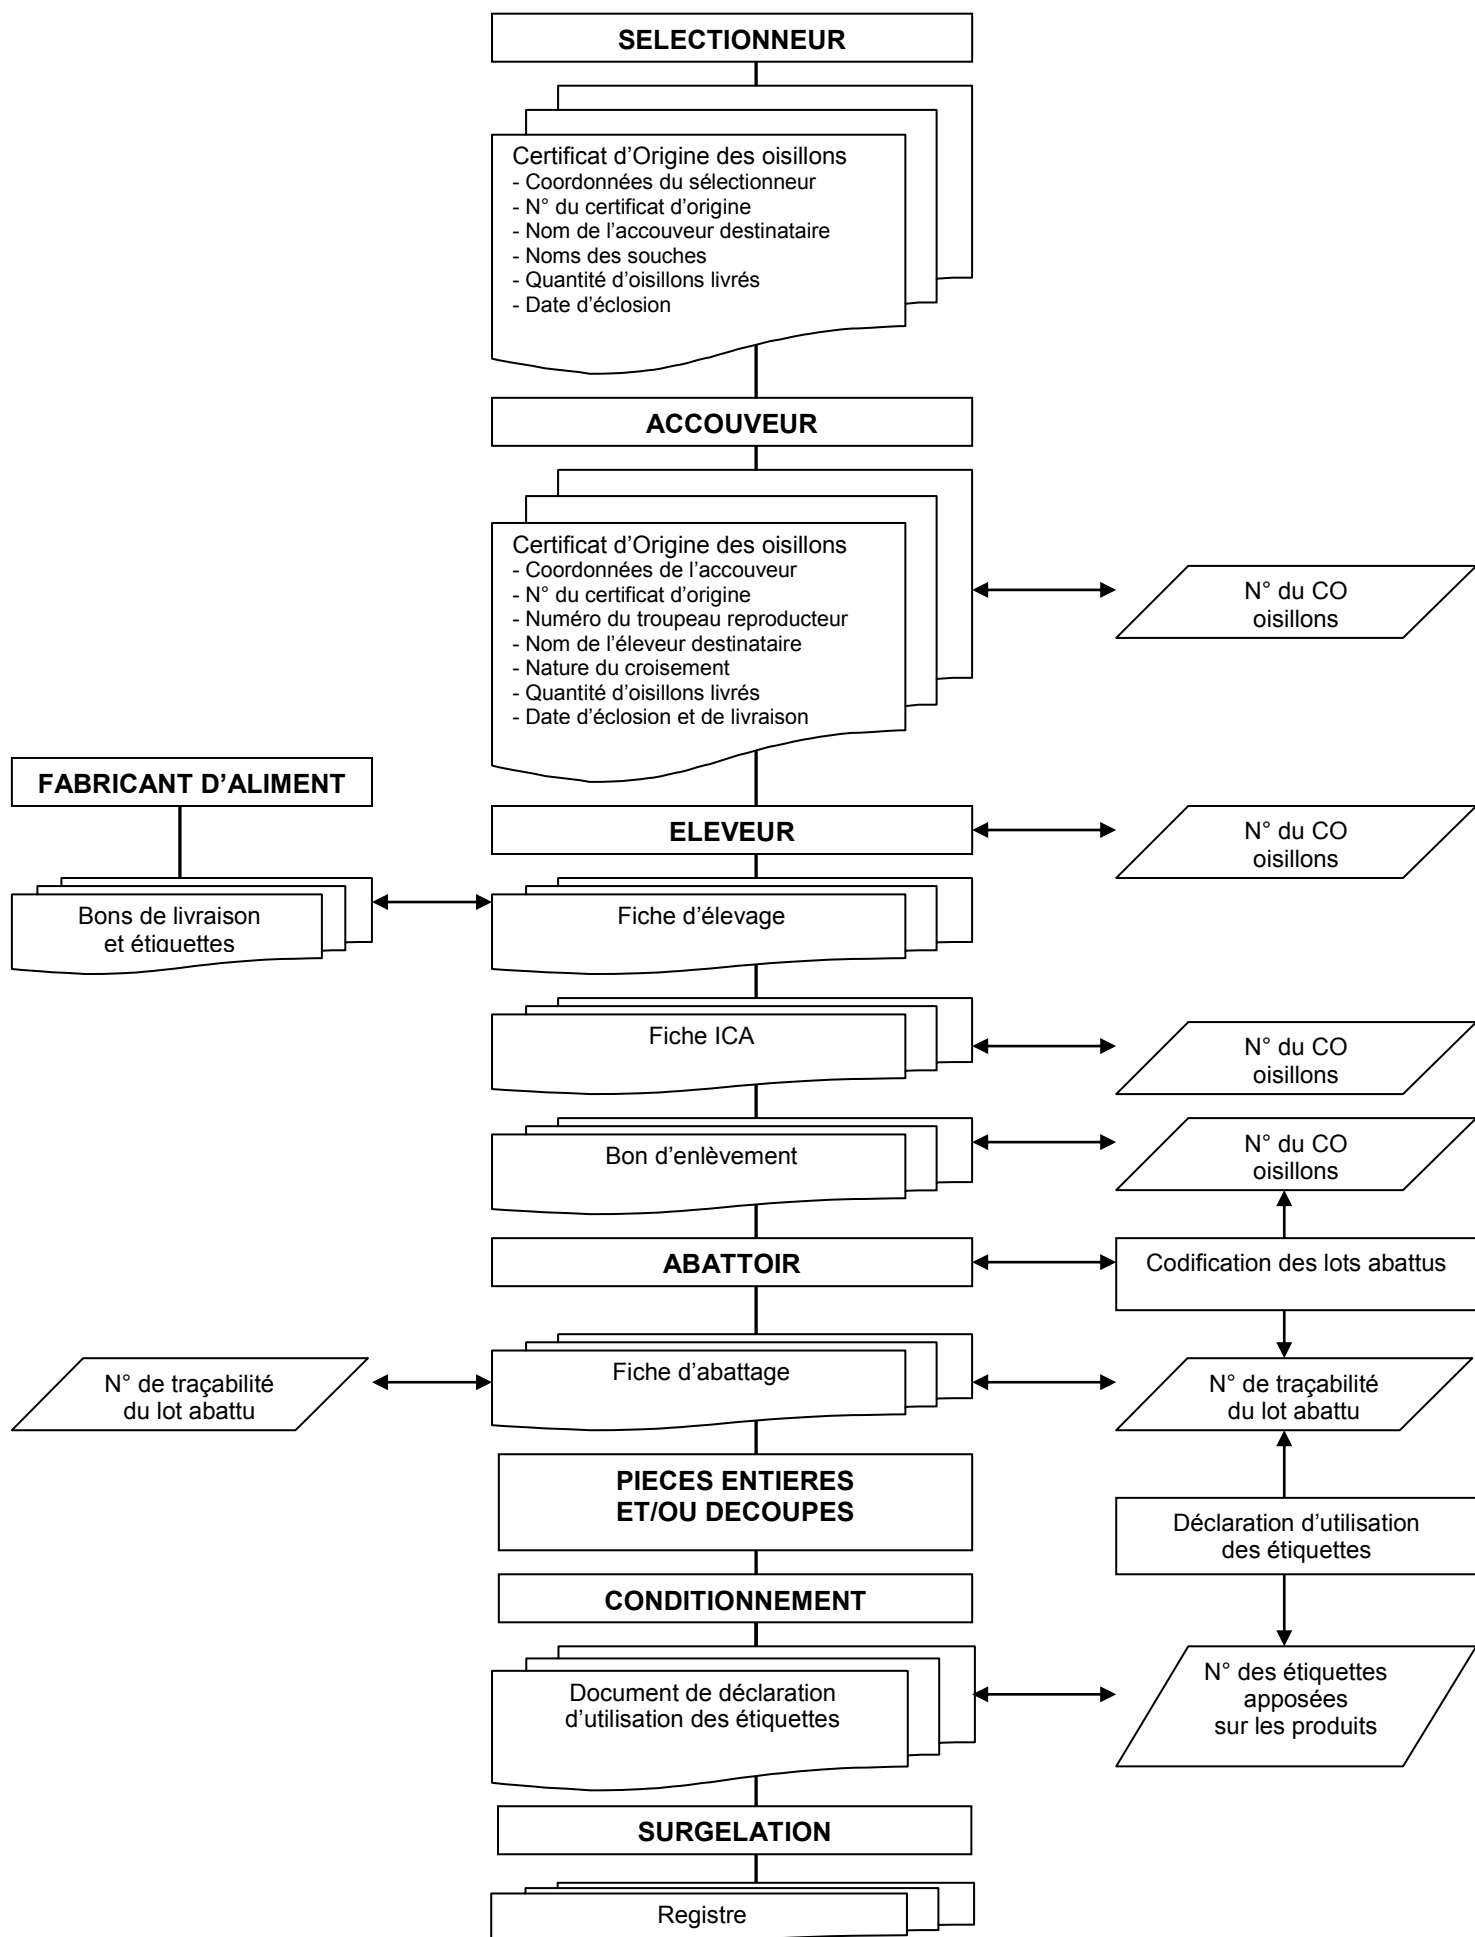 SELECTIONNEUR
Certificat d’Origine des oisillons
- Coordonnées du sélectionneur
- N° du certificat d’origine
- Nom de l’accouveur destinataire
- Noms des souches
- Quantité d’oisillons livrés
- Date d’éclosion
ACCOUVEUR
Certificat d’Origine des oisillons
- Coordonnées de l’accouveur
- N° du certificat d’origine
- Numéro du troupeau reproducteur
- Nom de l’éleveur destinataire
- Nature du croisement
- Quantité d’oisillons livrés
- Date d’éclosion et de livraison
N° du CO
oisillons
FABRICANT D’ALIMENT
ELEVEUR
N° du CO
oisillons
Bons de livraison
et étiquettes
Fiche d’élevage
Fiche ICA
N° du CO
oisillons
Bon d’enlèvement
N° du CO
oisillons
ABATTOIR
Codification des lots abattus
N° de traçabilité
du lot abattu
Fiche d’abattage
N° de traçabilité
du lot abattu
PIECES ENTIERES
ET/OU DECOUPES
Déclaration d’utilisation
des étiquettes
CONDITIONNEMENT
Document de déclaration
d’utilisation des étiquettes
N° des étiquettes
apposées
sur les produits
SURGELATION
Registre